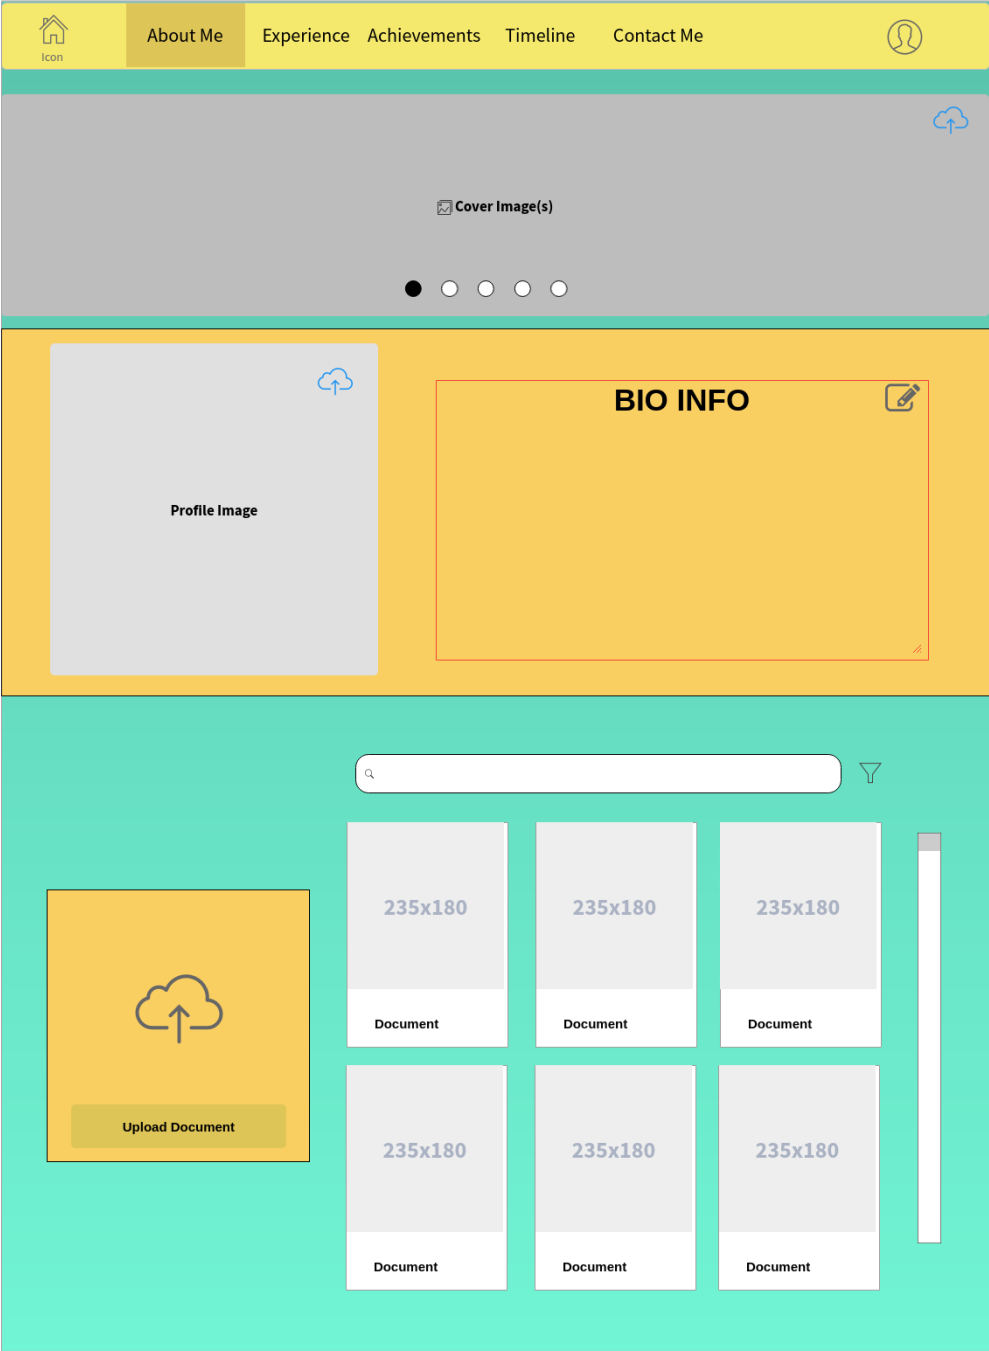 Icon
About Me
Experience
Achievements
Timeline
Contact Me
Cover Image(s)
Profile Image
BIO INFO
235x180
235x180
235x180
Document
Document
Document
Upload Document
235x180
235x180
235x180
Document
Document
Document